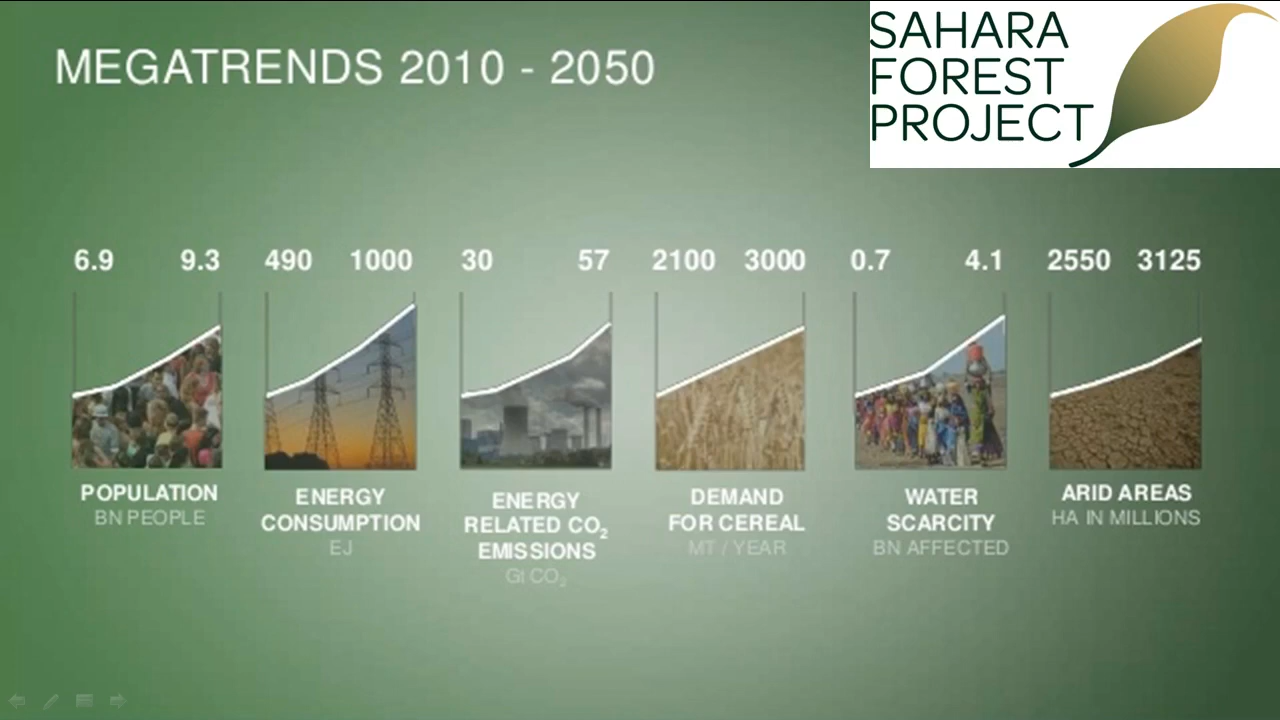 MEGATRENDS 2010 - 2050
SAHARA
FOREST
PROJECT
6.9 9.3
490 1000
30 57
2100 3000
0.7 4.1
2550 3125
POPULATION
BN PEOPLE
ENERGY
CONSUMPTION
EJ
ENERGY
RELATED CO₂
EMISSIONS
Gt CO₂
DEMAND
FOR CEREAL
MT / YEAR
WATER
SCARCITY
BN AFFECTED
ARID AREAS
HA IN MILLIONS